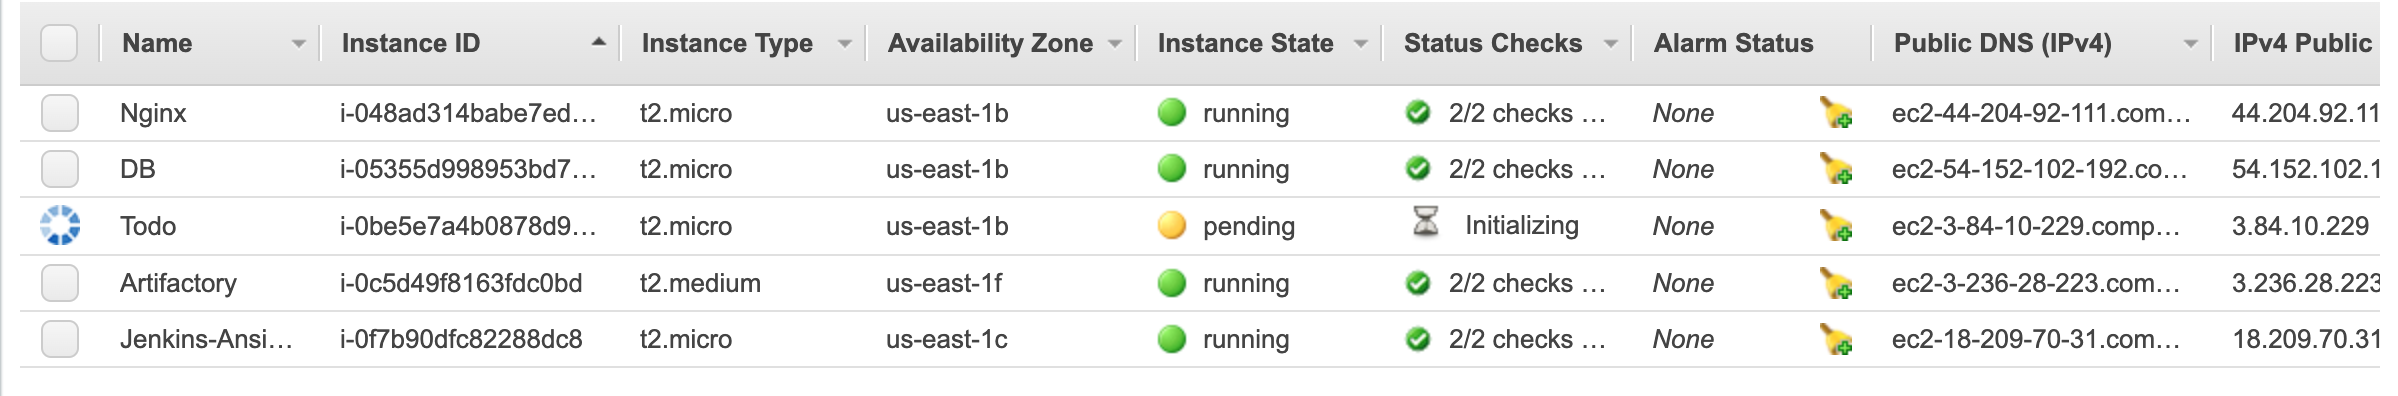 Name Instance ID Instance Type Availability Zone Instance State Status Checks Alarm Status Public DNS (IPv4) IPv4 Public
Nginx i-048ad314babe7ed… t2.micro us-east-1b running 2/2 checks … None ec2-44-204-92-111.com… 44.204.92.11
DB i-05355d998953bd7… t2.micro us-east-1b running 2/2 checks … None ec2-54-152-102-192.co… 54.152.102.1
Todo i-0be5e7a4b0878d9… t2.micro us-east-1b pending Initializing None ec2-3-84-10-229.comp… 3.84.10.229
Artifactory i-0c5d49f8163fdc0bd t2.medium us-east-1f running 2/2 checks … None ec2-3-236-28-223.com… 3.236.28.223
Jenkins-Ansi… i-0f7b90dfc82288dc8 t2.micro us-east-1c running 2/2 checks … None ec2-18-209-70-31.com… 18.209.70.31